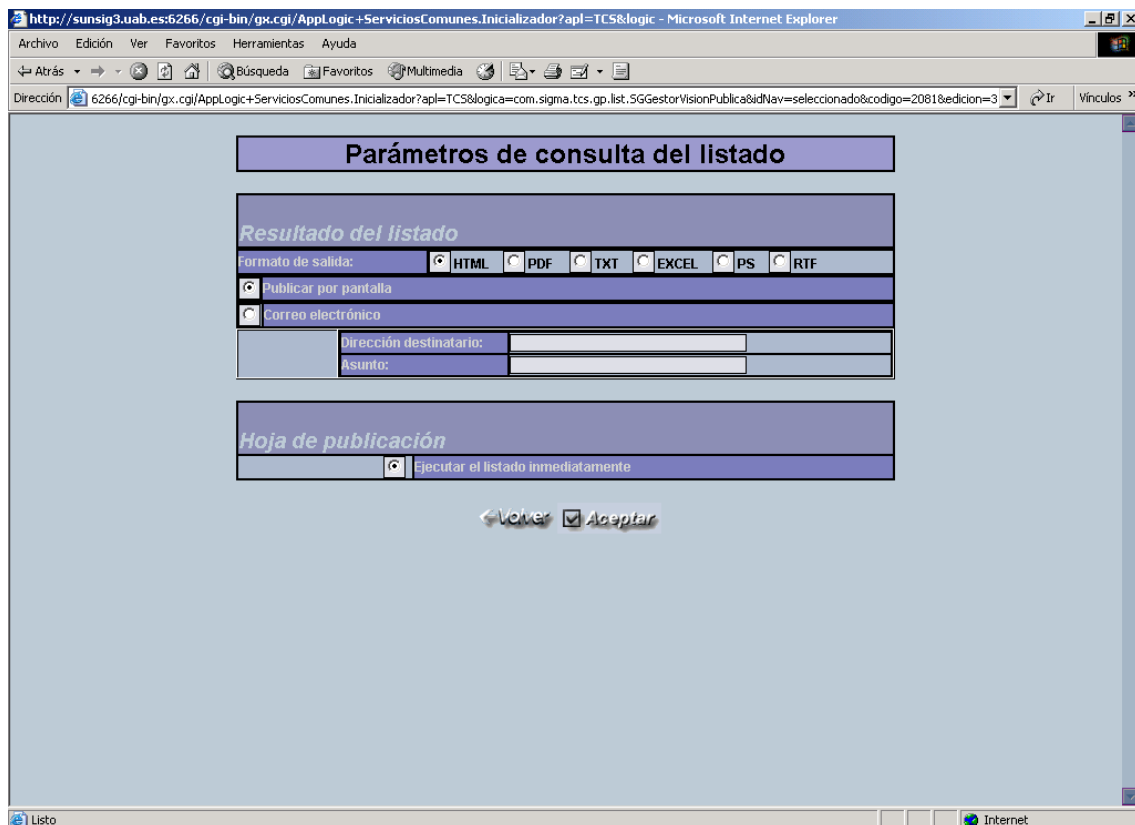 http://sunsig3.uab.es:6266/cgi-bin/gx.cgi/AppLogic+ServiciosComunes.Inicializador?apl=TCS&logic - Microsoft Internet Explorer
Archivo Edición Ver Favoritos Herramientas Ayuda
Atrás Búsqueda Favoritos Multimedia
Dirección 6266/cgi-bin/gx.cgi/AppLogic+ServiciosComunes.Inicializador?apl=TCS&logica=com.sigma.tcs.gp.list.SGGestorVisionPublica&idNav=seleccionado&codigo=2081&edicion=3 Ir Vínculos »
Parámetros de consulta del listado
Resultado del listado
Formato de salida: HTML PDF TXT EXCEL PS RTF
Publicar por pantalla
Correo electrónico
Dirección destinatario:
Asunto:
Hoja de publicación
Ejecutar el listado inmediatamente
Volver Aceptar
Listo Internet